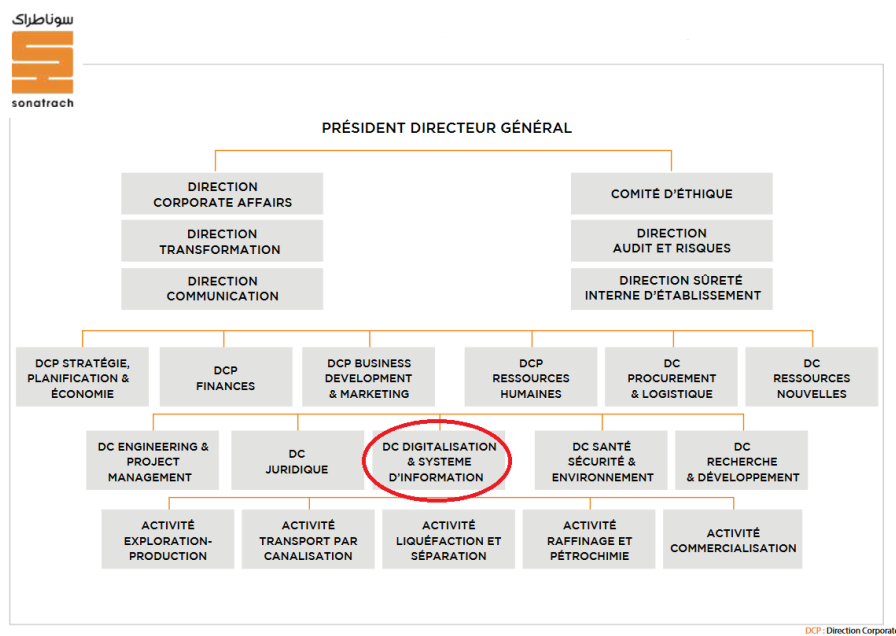 سوناطراك
sonatrach
PRÉSIDENT DIRECTEUR GÉNÉRAL
DIRECTION
CORPORATE AFFAIRS
COMITÉ D'ÉTHIQUE
DIRECTION
TRANSFORMATION
DIRECTION
AUDIT ET RISQUES
DIRECTION
COMMUNICATION
DIRECTION SÛRETÉ
INTERNE D'ÉTABLISSEMENT
DCP STRATÉGIE,
PLANIFICATION &
ÉCONOMIE
DCP
FINANCES
DCP BUSINESS
DEVELOPMENT
& MARKETING
DCP
RESSOURCES
HUMAINES
DC
PROCUREMENT
& LOGISTIQUE
DC
RESSOURCES
NOUVELLES
DC ENGINEERING &
PROJECT
MANAGEMENT
DC
JURIDIQUE
DC DIGITALISATION
& SYSTEME
D'INFORMATION
DC SANTÉ
SÉCURITÉ &
ENVIRONNEMENT
DC
RECHERCHE
& DÉVELOPPEMENT
ACTIVITÉ
EXPLORATION-
PRODUCTION
ACTIVITÉ
TRANSPORT PAR
CANALISATION
ACTIVITÉ
LIQUÉFACTION ET
SÉPARATION
ACTIVITÉ
RAFFINAGE ET
PÉTROCHIMIE
ACTIVITÉ
COMMERCIALISATION
DCP : Direction Corporate